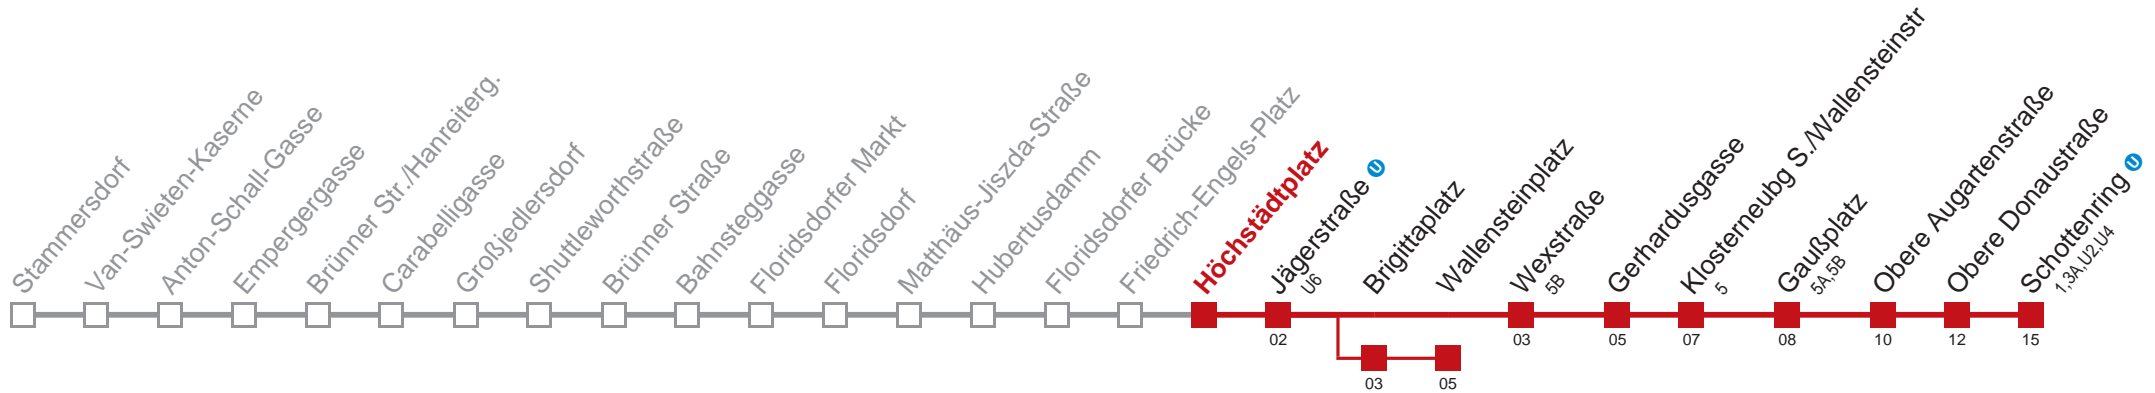 Stammersdorf
Van-Swieten-Kaserne
Anton-Schall-Gasse
Empergergasse
Brünner Str./Hanreiterg.
Carabelligasse
Großjedlersdorf
Shuttleworthstraße
Brünner Straße
Bahnsteggasse
Floridsdorfer Markt
Floridsdorf
Matthäus-Jiszda-Straße
Hubertusdamm
Floridsdorfer Brücke
Friedrich-Engels-Platz
Höchstädtplatz
Jägerstraße U
U6
Brigittaplatz
Wallensteinplatz
Wexstraße
5B
Gerhardusgasse
Klosterneubg S./Wallensteinstr
5
Gaußplatz
5A,5B
Obere Augartenstraße
Obere Donaustraße
Schottenring U
1,3A,U2,U4
02 03 05 07 08 10 12 15
03 05